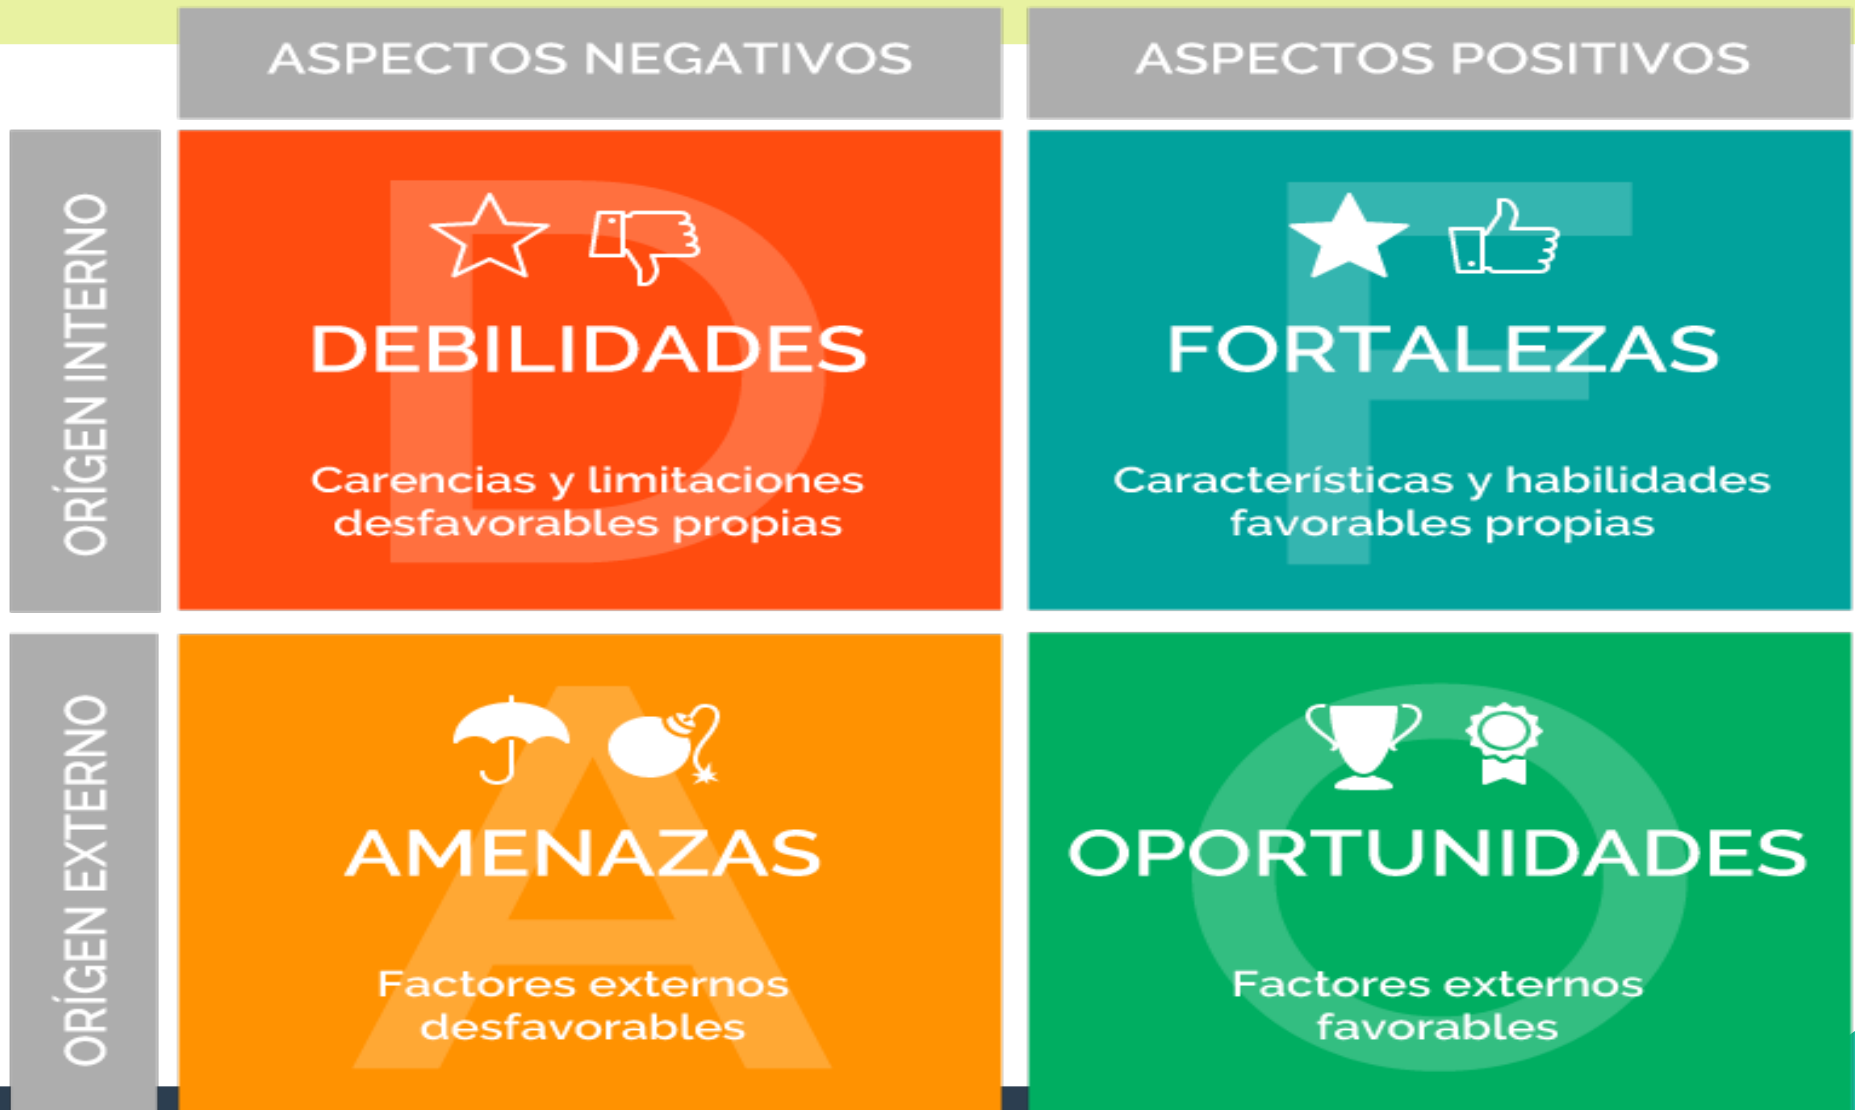 ASPECTOS NEGATIVOS
ASPECTOS POSITIVOS
ORÍGEN INTERNO
D
DEBILIDADES
Carencias y limitaciones
desfavorables propias
F
FORTALEZAS
Características y habilidades
favorables propias
ORÍGEN EXTERNO
A
AMENAZAS
Factores externos
desfavorables
O
OPORTUNIDADES
Factores externos
favorables